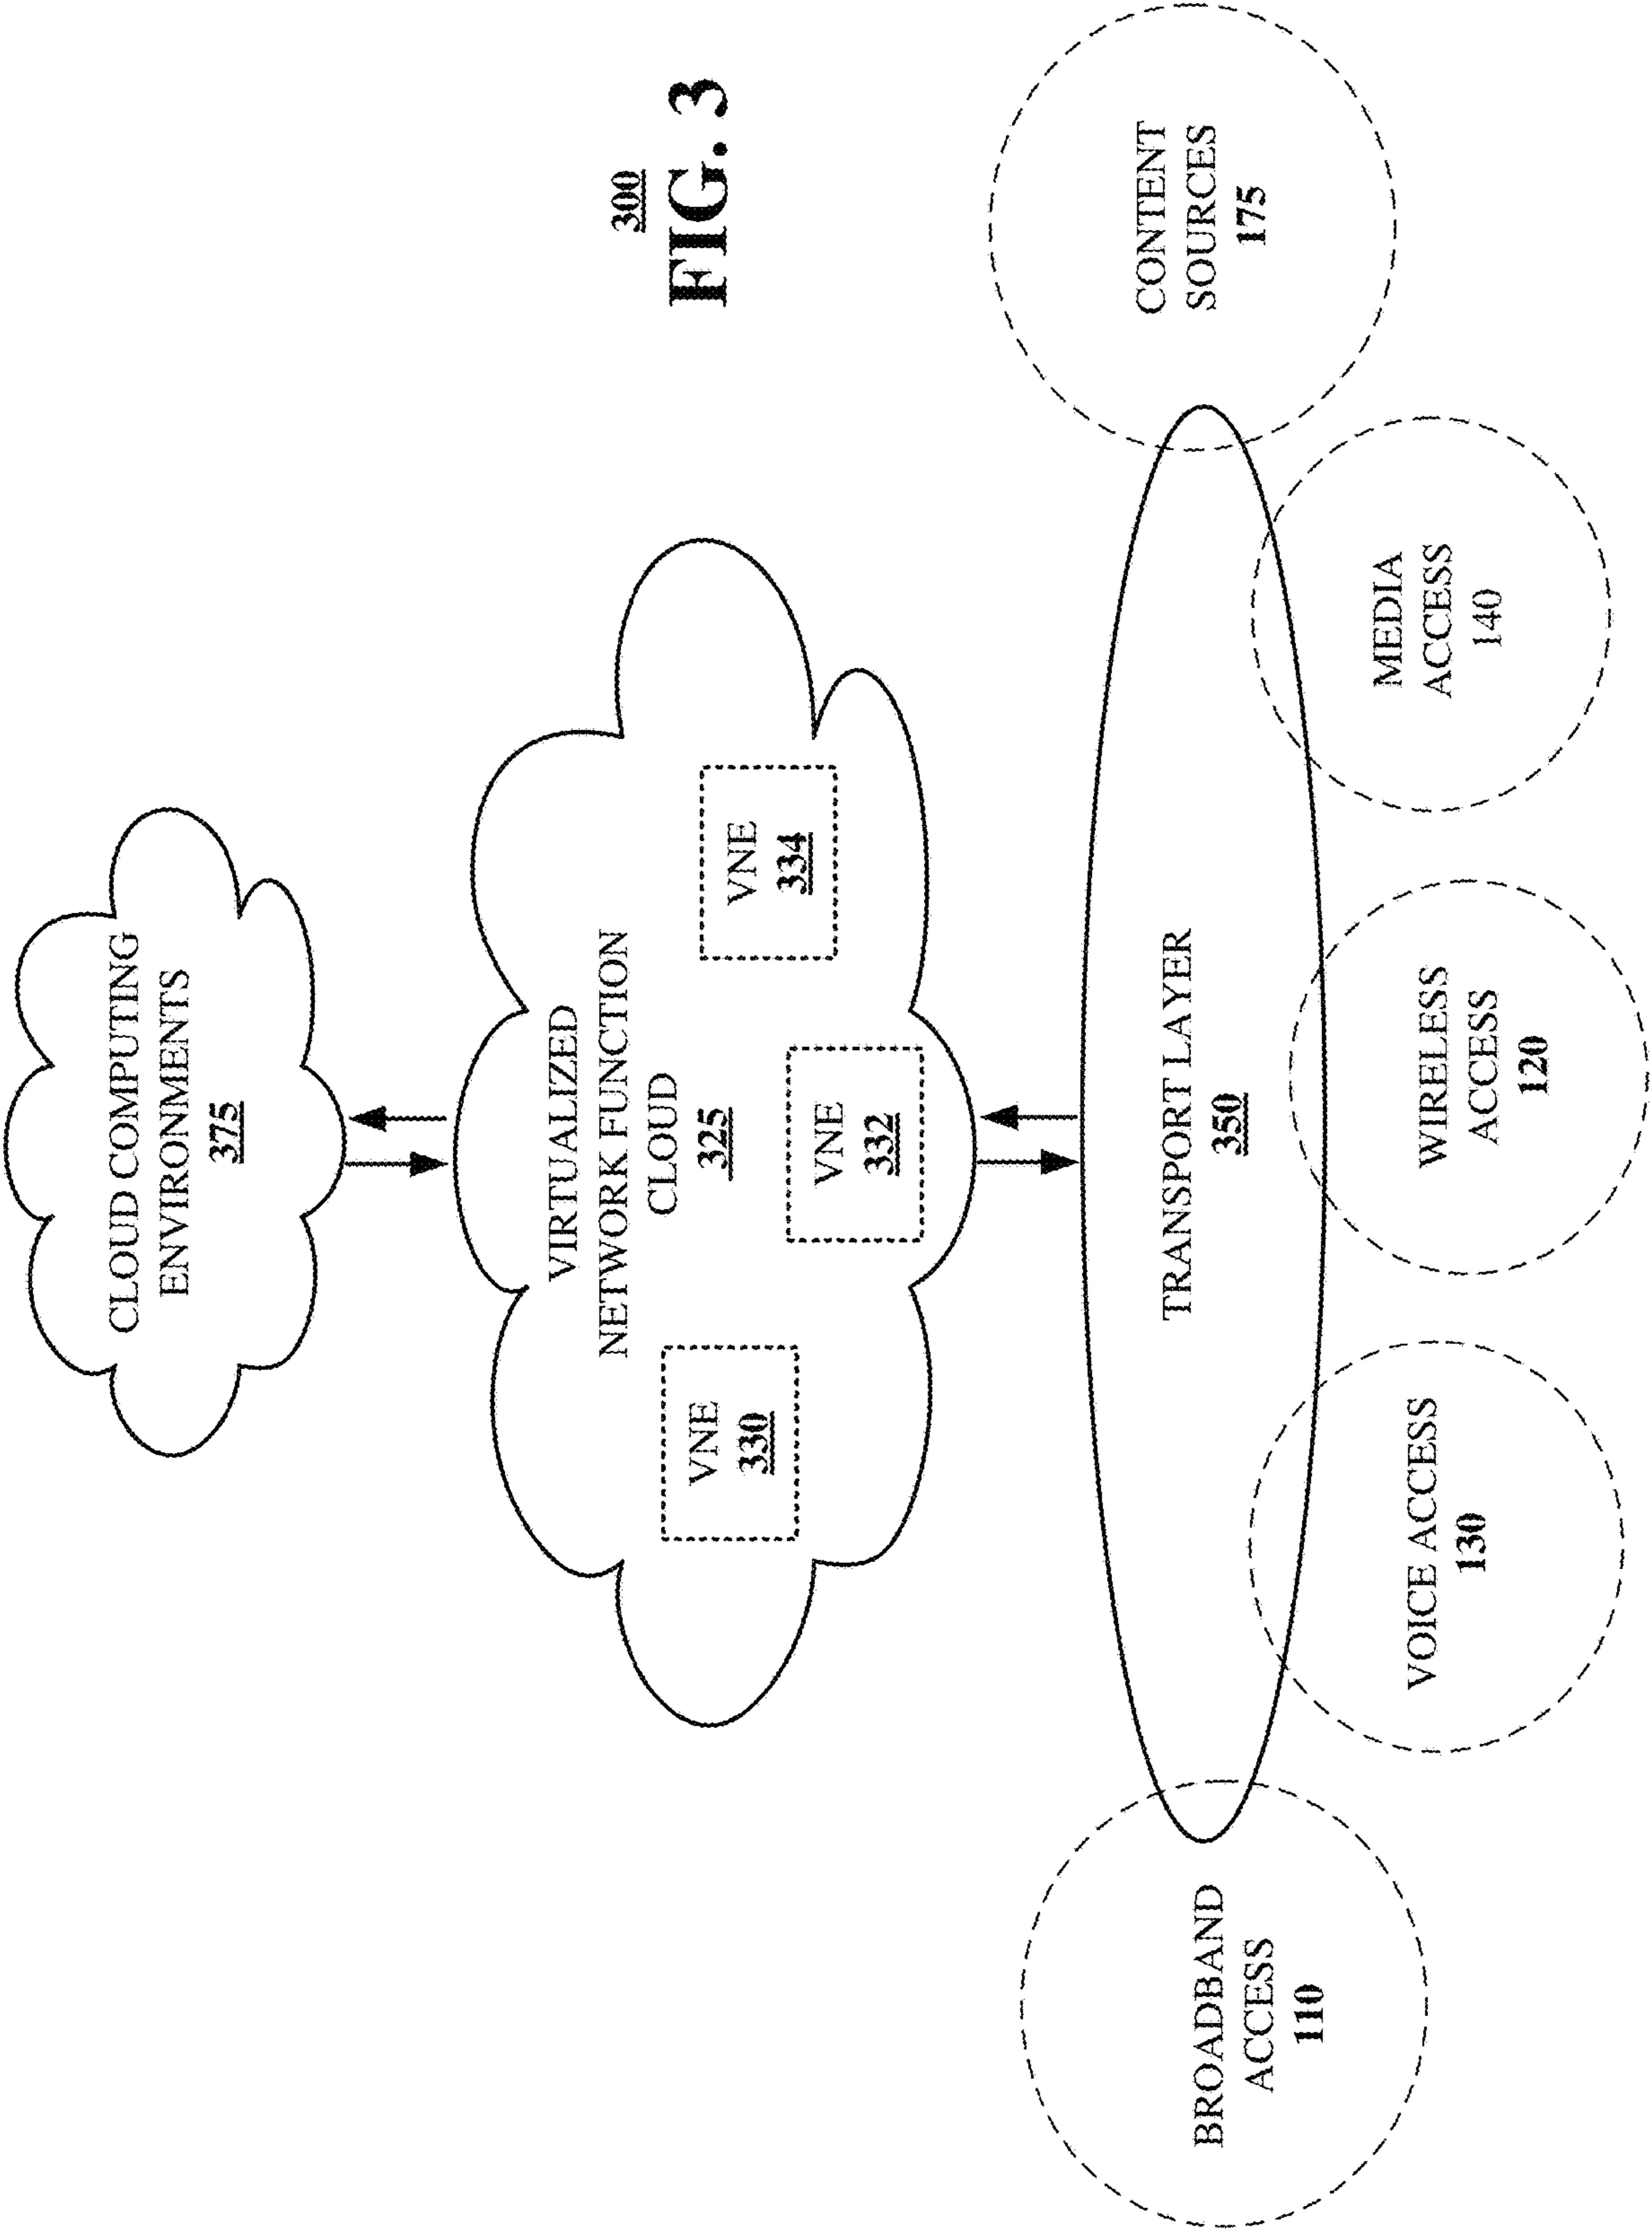 CLOUD COMPUTING
ENVIRONMENTS
375
VIRTUALIZED
NETWORK FUNCTION
CLOUD
325
VNE
330
VNE
332
VNE
334
300
FIG. 3
TRANSPORT LAYER
350
BROADBAND
ACCESS
110
VOICE ACCESS
130
WIRELESS
ACCESS
120
MEDIA
ACCESS
140
CONTENT
SOURCES
175